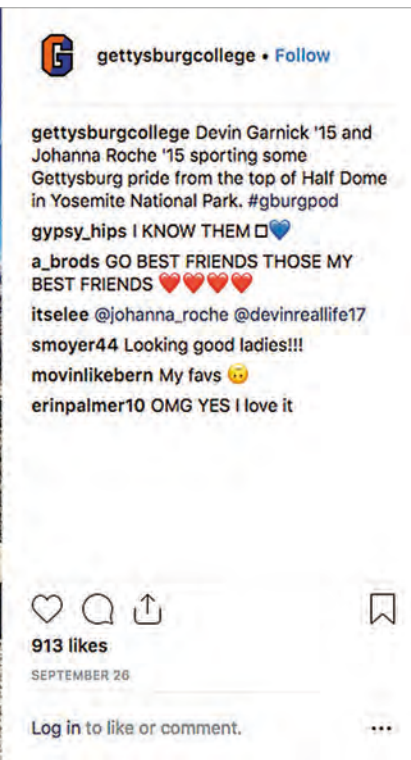 G
gettysburgcollege • Follow
gettysburgcollege Devin Garnick '15 and
Johanna Roche '15 sporting some
Gettysburg pride from the top of Half Dome
in Yosemite National Park. #gburgpod
gypsy_hips I KNOW THEM □💙
a_brods GO BEST FRIENDS THOSE MY
BEST FRIENDS ❤️❤️❤️❤️
itselee @johanna_roche @devinreallife17
smoyer44 Looking good ladies!!!
movinlikebern My favs 🙃
erinpalmer10 OMG YES I love it
913 likes
SEPTEMBER 26
Log in to like or comment.